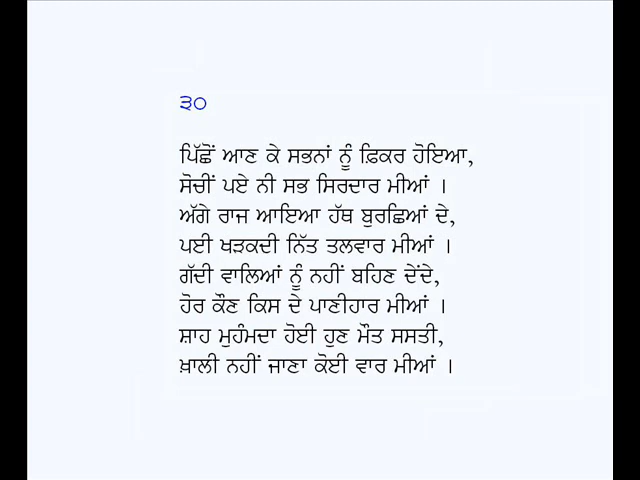 ੩੦
ਪਿੱਛੋਂ ਆਣ ਕੇ ਸਭਨਾਂ ਨੂੰ ਫ਼ਿਕਰ ਹੋਇਆ,
ਸੋਚੀਂ ਪਏ ਨੀ ਸਭ ਸਿਰਦਾਰ ਮੀਆਂ ।
ਅੱਗੇ ਰਾਜ ਆਇਆ ਹੱਥ ਬੁਰਛਿਆਂ ਦੇ,
ਪਈ ਖੜਕਦੀ ਨਿੱਤ ਤਲਵਾਰ ਮੀਆਂ ।
ਗੱਦੀ ਵਾਲਿਆਂ ਨੂੰ ਨਹੀਂ ਬਹਿਣ ਦੇਂਦੇ,
ਹੋਰ ਕੌਣ ਕਿਸ ਦੇ ਪਾਣੀਹਾਰ ਮੀਆਂ ।
ਸ਼ਾਹ ਮੁਹੰਮਦਾ ਹੋਈ ਹੁਣ ਮੌਤ ਸਸਤੀ,
ਖ਼ਾਲੀ ਨਹੀਂ ਜਾਣਾ ਕੋਈ ਵਾਰ ਮੀਆਂ ।